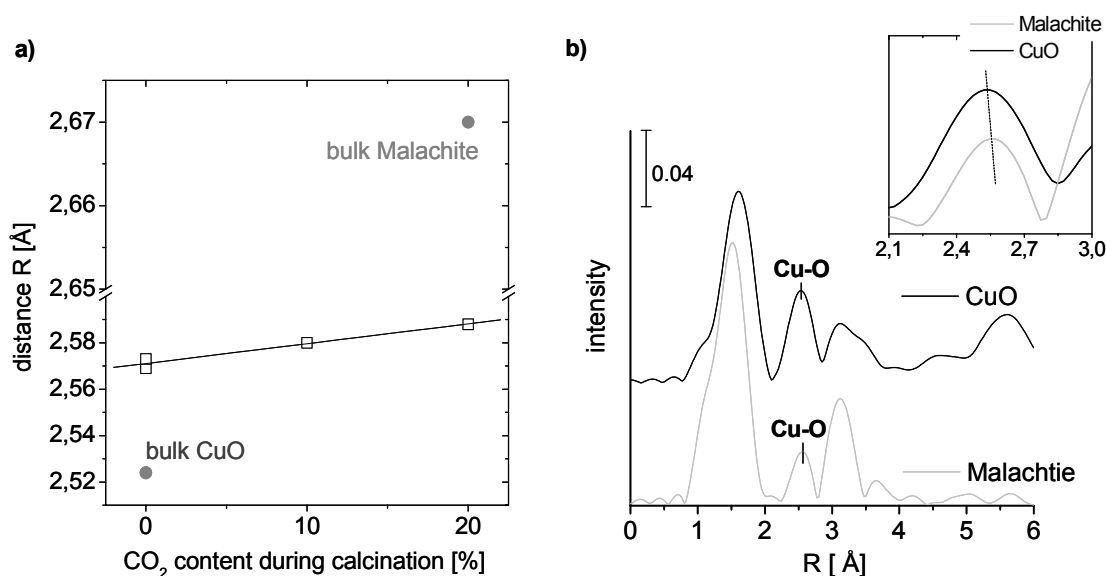 a)
2,67
2,66
2,65
2,58
2,56
2,54
2,52
distance R [Å]
bulk Malachite
bulk CuO
0
10
20
CO2 content during calcination [%]
b)
Malachite
CuO
2,1
2,4
2,7
3,0
0.04
intensity
Cu-O
CuO
Cu-O
Malachtie
0
1
2
3
4
5
6
R [ Å]